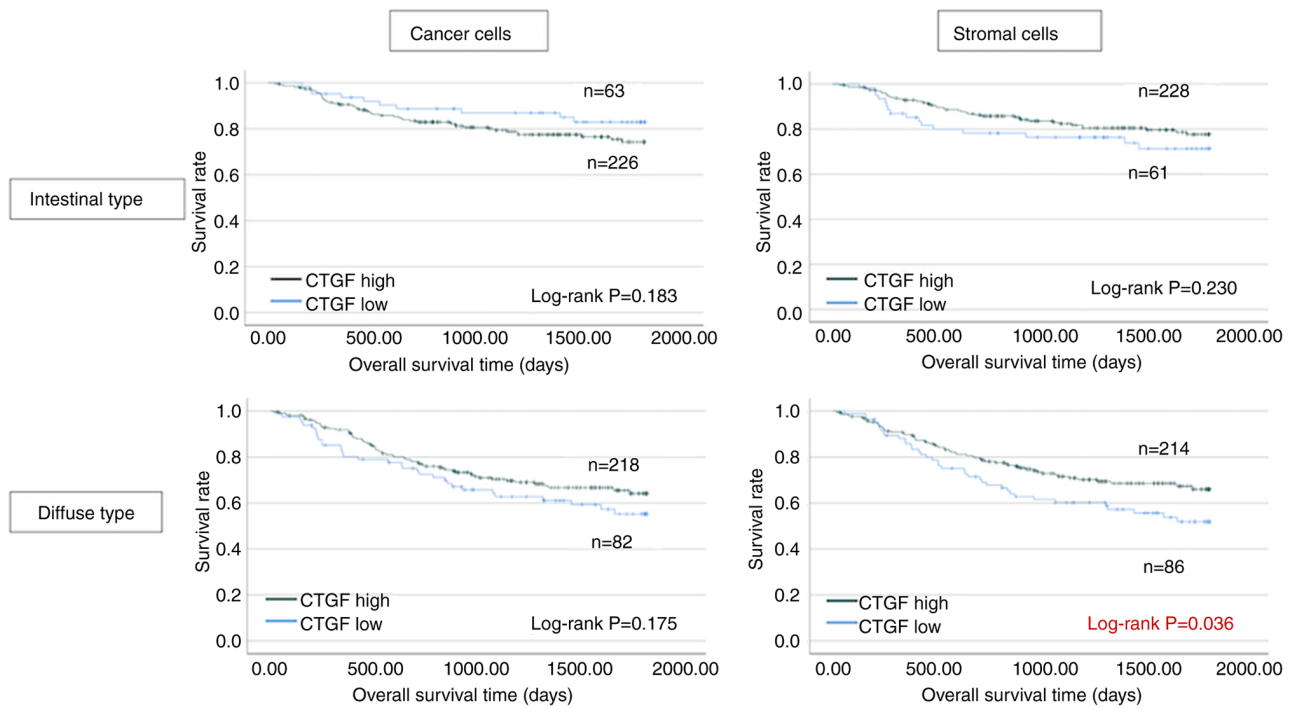 Cancer cells
Stromal cells
Intestinal type
Survival rate
1.0
0.8
0.6
0.4
0.2
0.0
n=63
n=226
CTGF high
CTGF low
Log-rank P=0.183
0.00 500.00 1000.00 1500.00 2000.00
Overall survival time (days)
Survival rate
1.0
0.8
0.6
0.4
0.2
0.0
n=228
n=61
CTGF high
CTGF low
Log-rank P=0.230
0.00 500.00 1000.00 1500.00 2000.00
Overall survival time (days)
Diffuse type
Survival rate
1.0
0.8
0.6
0.4
0.2
0.0
n=218
n=82
CTGF high
CTGF low
Log-rank P=0.175
0.00 500.00 1000.00 1500.00 2000.00
Overall survival time (days)
Survival rate
1.0
0.8
0.6
0.4
0.2
0.0
n=214
n=86
CTGF high
CTGF low
Log-rank P=0.036
0.00 500.00 1000.00 1500.00 2000.00
Overall survival time (days)